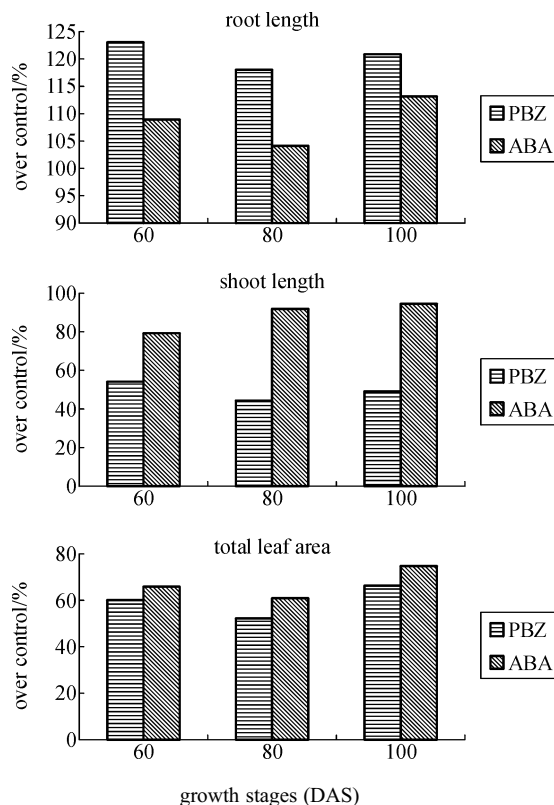 root length
over control/%
125
120
115
110
105
100
95
90
60 80 100
PBZ
ABA
shoot length
over control/%
100
80
60
40
20
0
60 80 100
PBZ
ABA
total leaf area
over control/%
80
60
40
20
0
60 80 100
PBZ
ABA
growth stages (DAS)